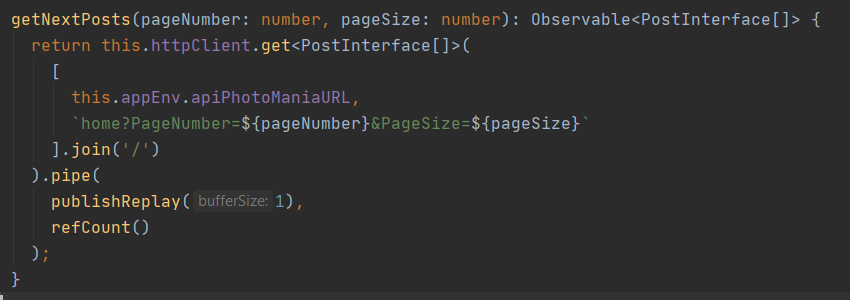 getNextPosts(pageNumber: number, pageSize: number): Observable<PostInterface[]> {
return this.httpClient.get<PostInterface[]>(
[
this.appEnv.apiPhotoManiaURL,
`home?PageNumber=${pageNumber}&PageSize=${pageSize}`
].join('/')
).pipe(
publishReplay( bufferSize: 1),
refCount()
);
}